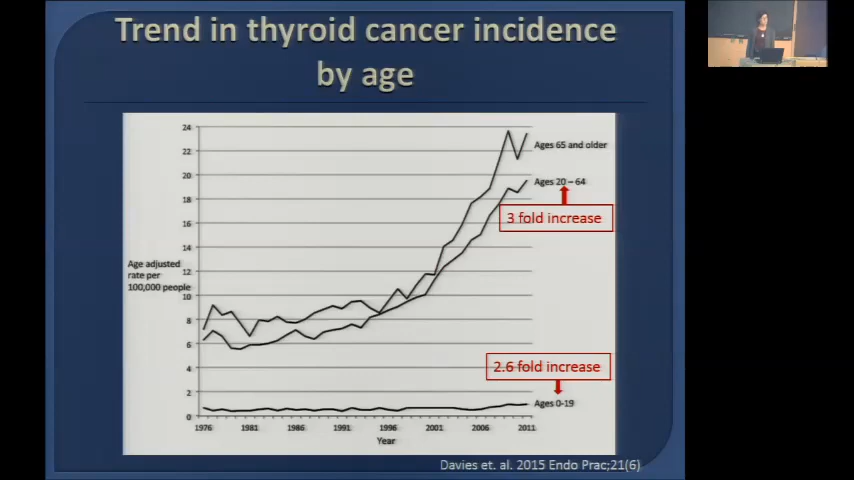 Trend in thyroid cancer incidence
by age
24
22
20
18
16
14
12
10
8
6
4
2
0
Age adjusted
rate per
100,000 people
Ages 65 and older
Ages 20 – 64
3 fold increase
2.6 fold increase
Ages 0-19
1976 1981 1986 1991 1996 2001 2006 2011
Year
Davies et. al. 2015 Endo Prac;21(6)